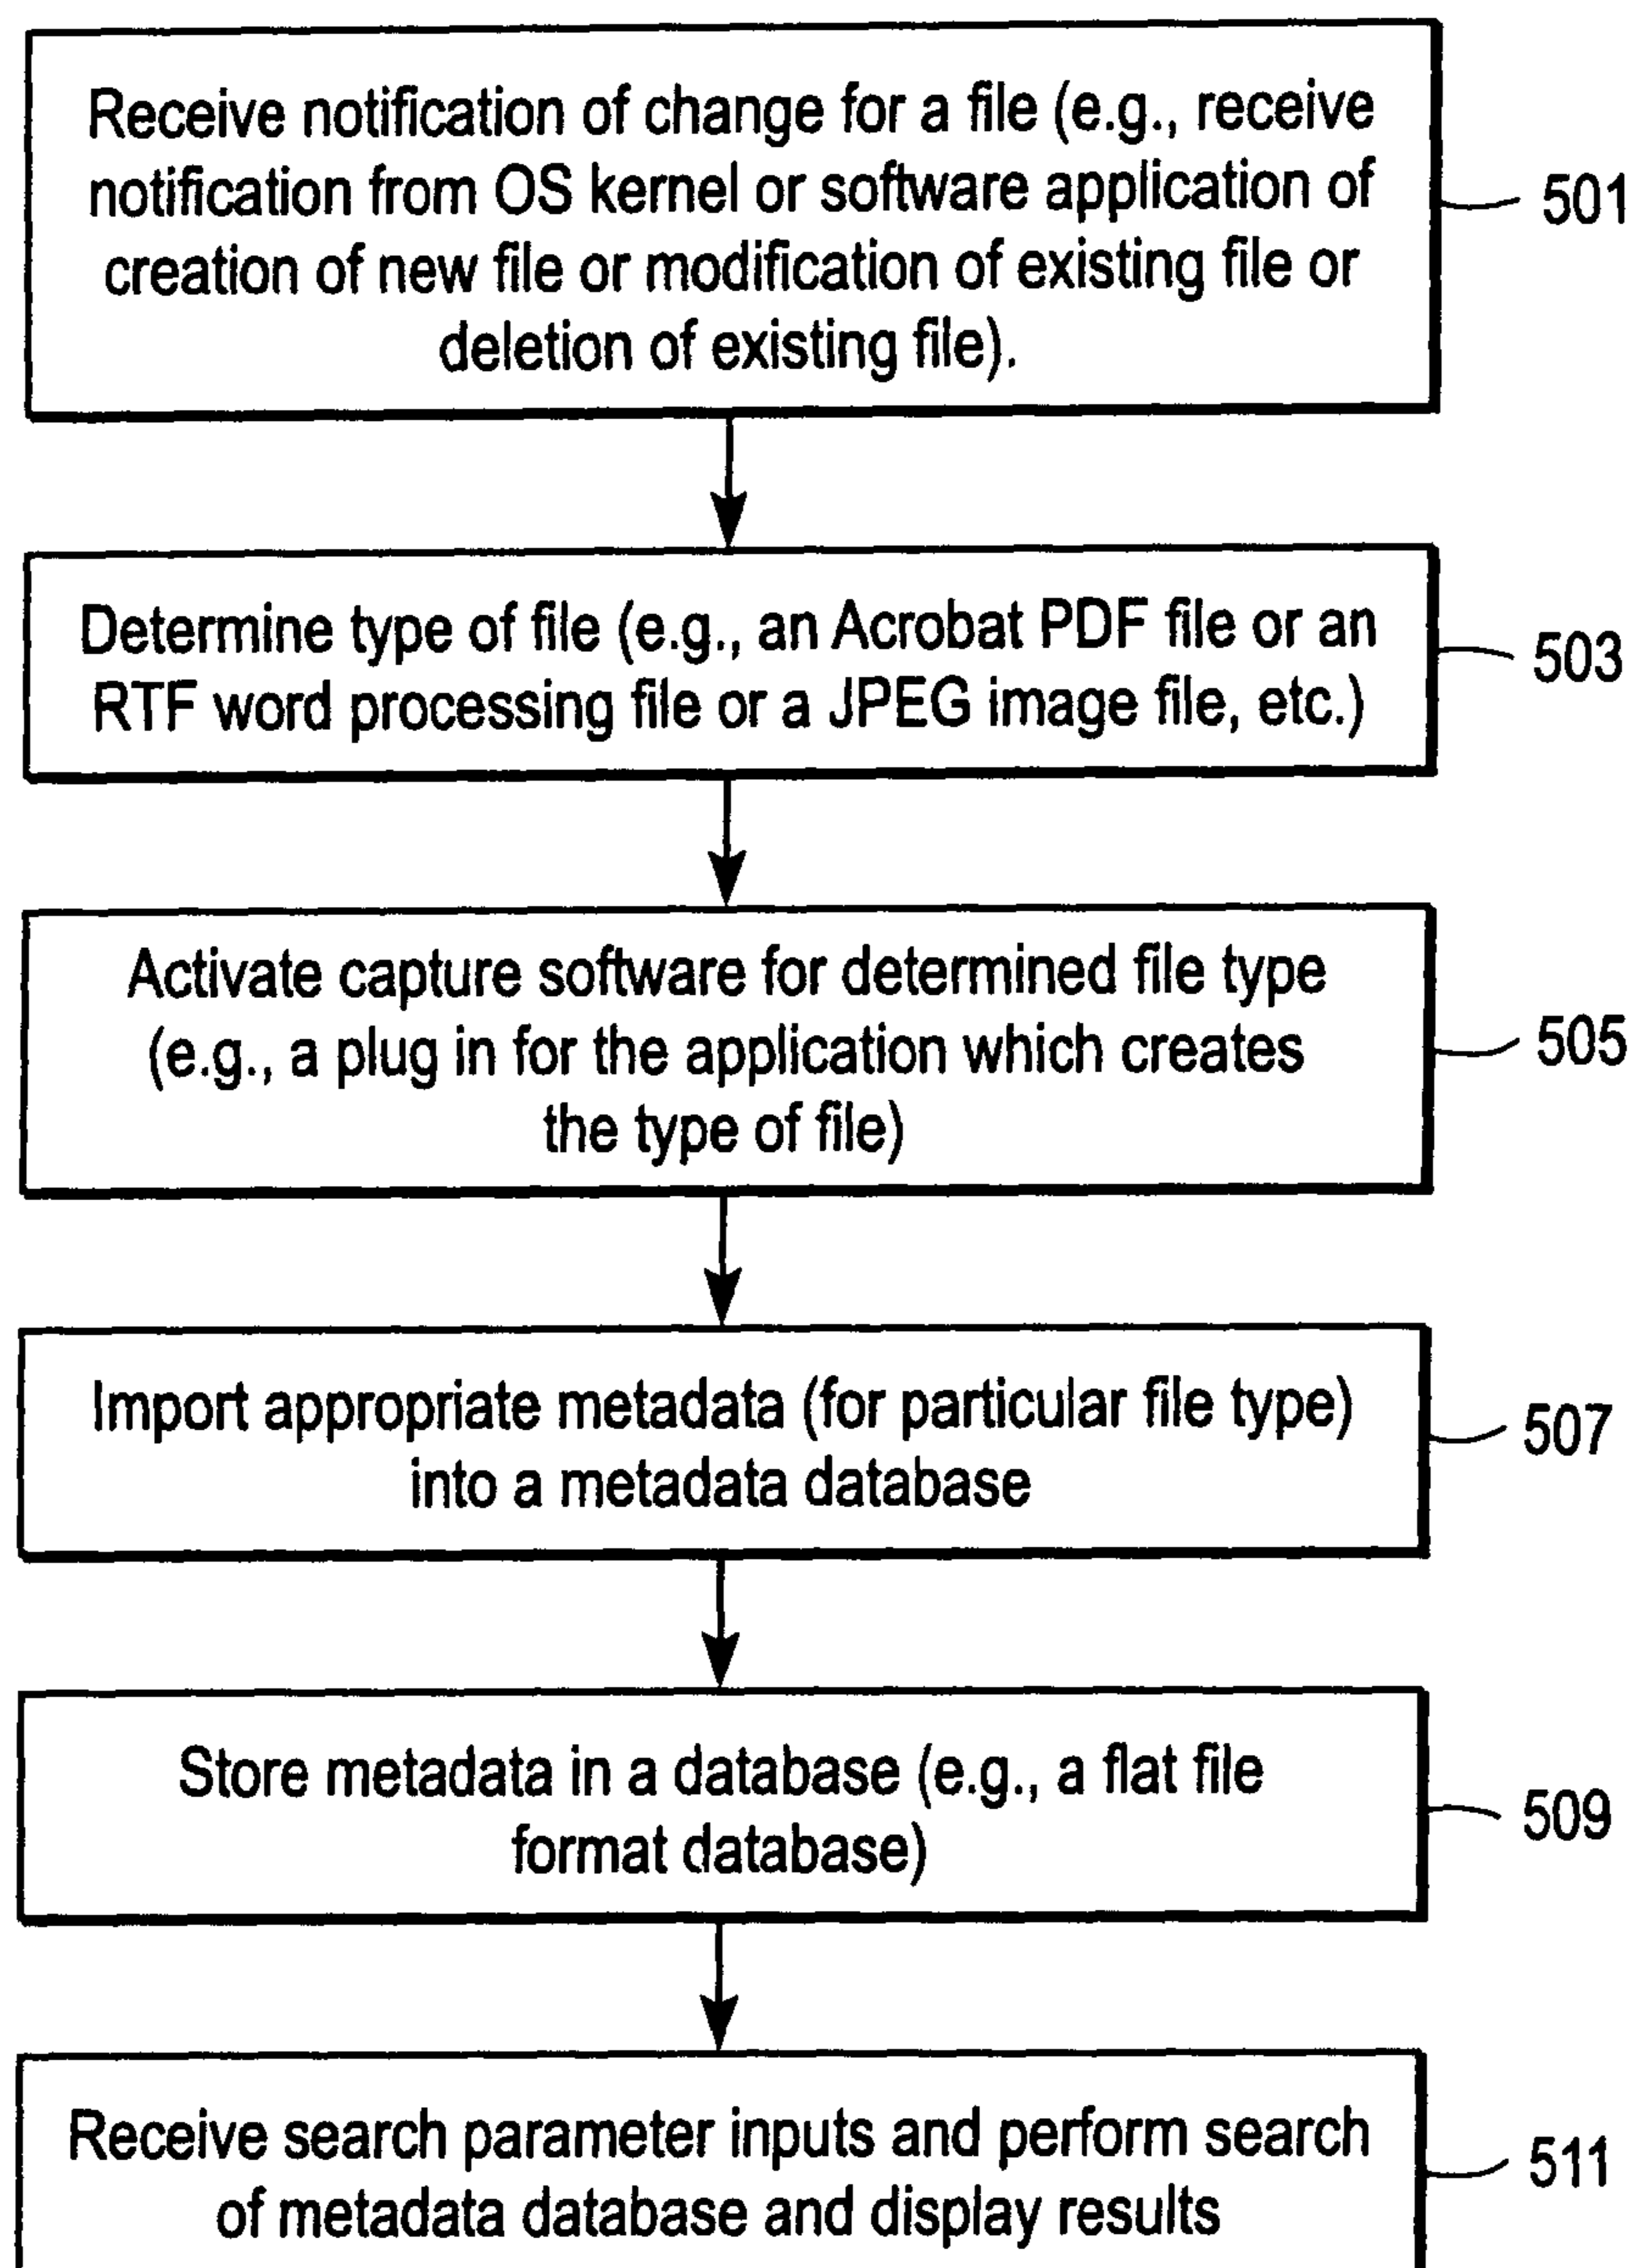 Receive notification of change for a file (e.g., receive
notification from OS kernel or software application of
creation of new file or modification of existing file or
deletion of existing file).
501
Determine type of file (e.g., an Acrobat PDF file or an
RTF word processing file or a JPEG image file, etc.)
503
Activate capture software for determined file type
(e.g., a plug in for the application which creates
the type of file)
505
Import appropriate metadata (for particular file type)
into a metadata database
507
Store metadata in a database (e.g., a flat file
format database)
509
Receive search parameter inputs and perform search
of metadata database and display results
511